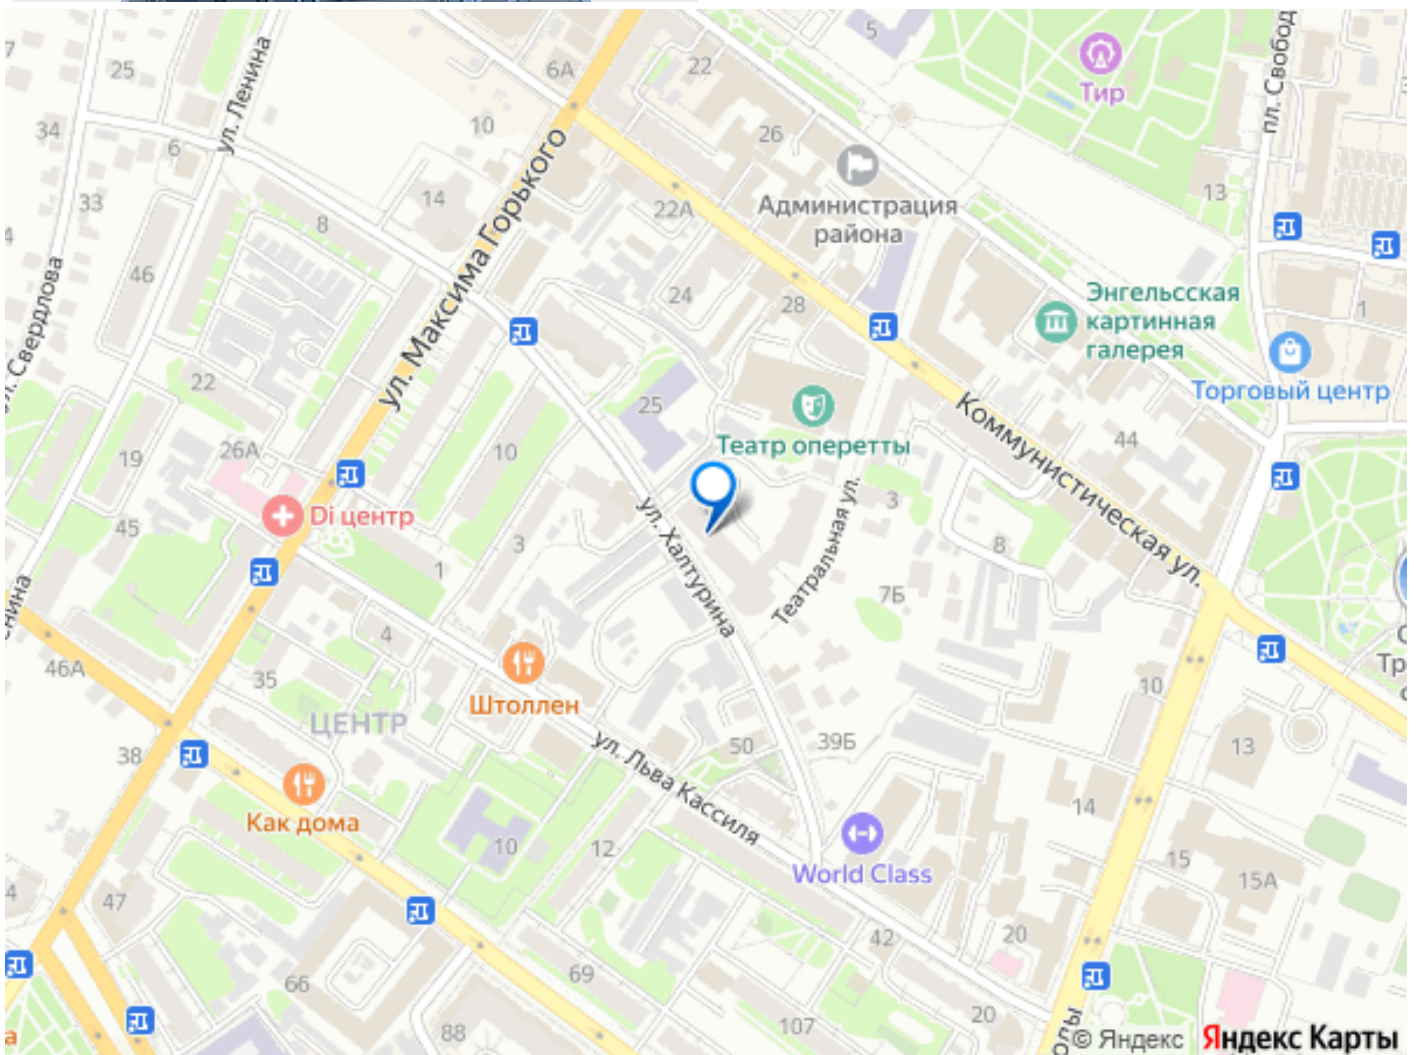 5
22
6А
25
Тир
ул. Ленина
пл. Свобод
34
10
26
6
33
14
22А
13
Администрация
района
8
ул. Максима Горького
46
ул. Свердлова
24
28
Энгельсская
картинная
галерея
1
22
25
Торговый центр
Театр оперетты
Коммунистическая ул.
44
19
26А
10
45
Di центр
3
ул. Халтурина
Театральная ул.
3
8
1
7Б
4
46А
35
Штоллен
ЦЕНТР
10
38
50
39Б
13
ул. Льва Кассиля
14
Как дома
10
12
World Class
15
15А
47
42
20
69
66
88
107
20
© Яндекс
Яндекс Карты